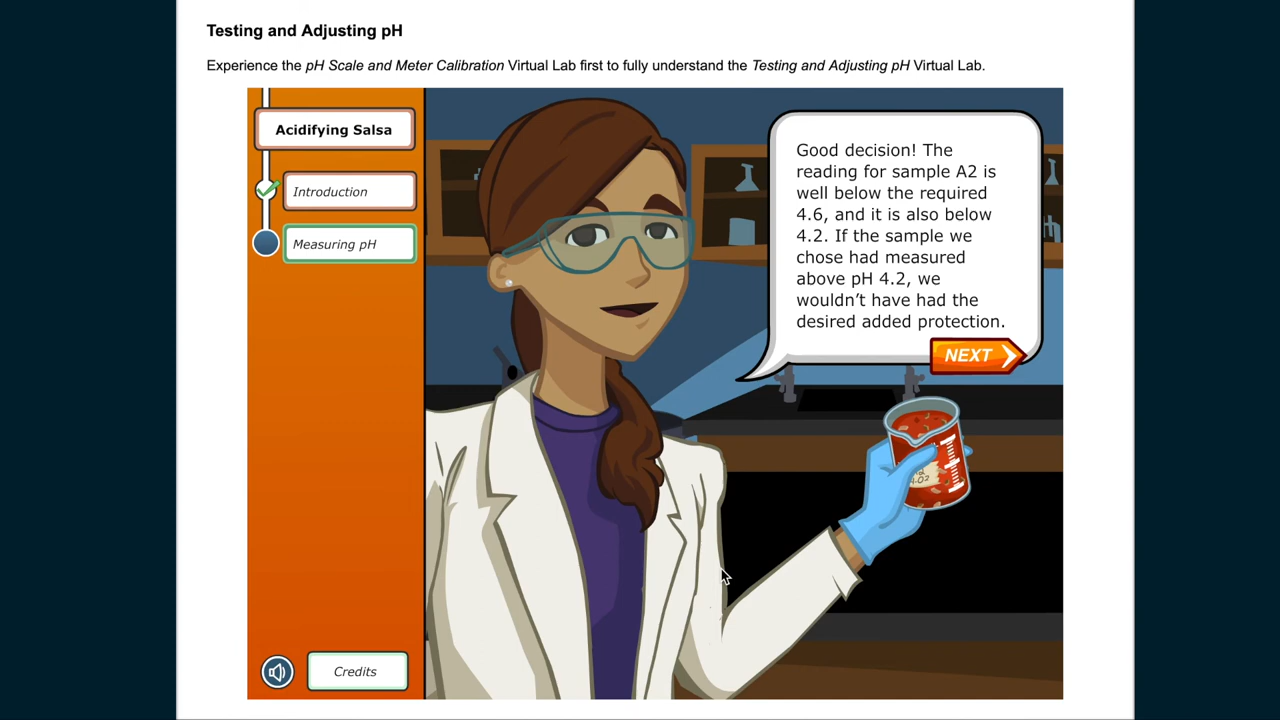 Testing and Adjusting pH
Experience the pH Scale and Meter Calibration Virtual Lab first to fully understand the Testing and Adjusting pH Virtual Lab.
Acidifying Salsa
Introduction
Measuring pH
Good decision! The
reading for sample A2 is
well below the required
4.6, and it is also below
4.2. If the sample we
chose had measured
above pH 4.2, we
wouldn’t have had the
desired added protection.
NEXT
Credits